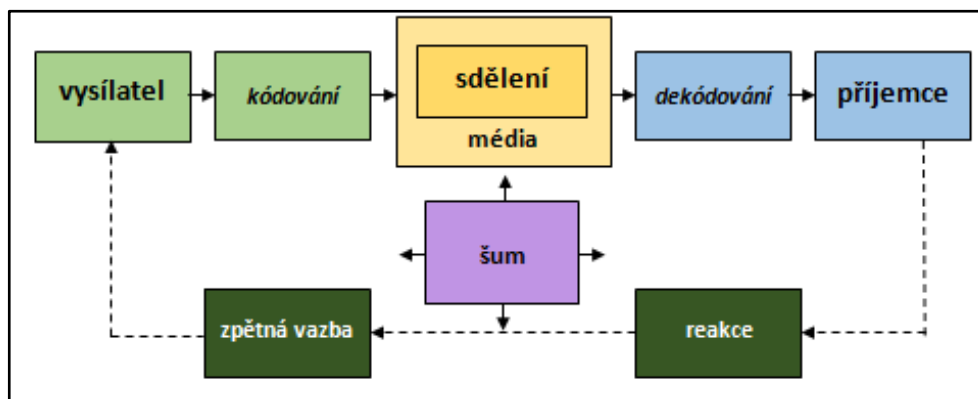 vysílatel
kódování
sdělení
média
dekódování
příjemce
šum
zpětná vazba
reakce